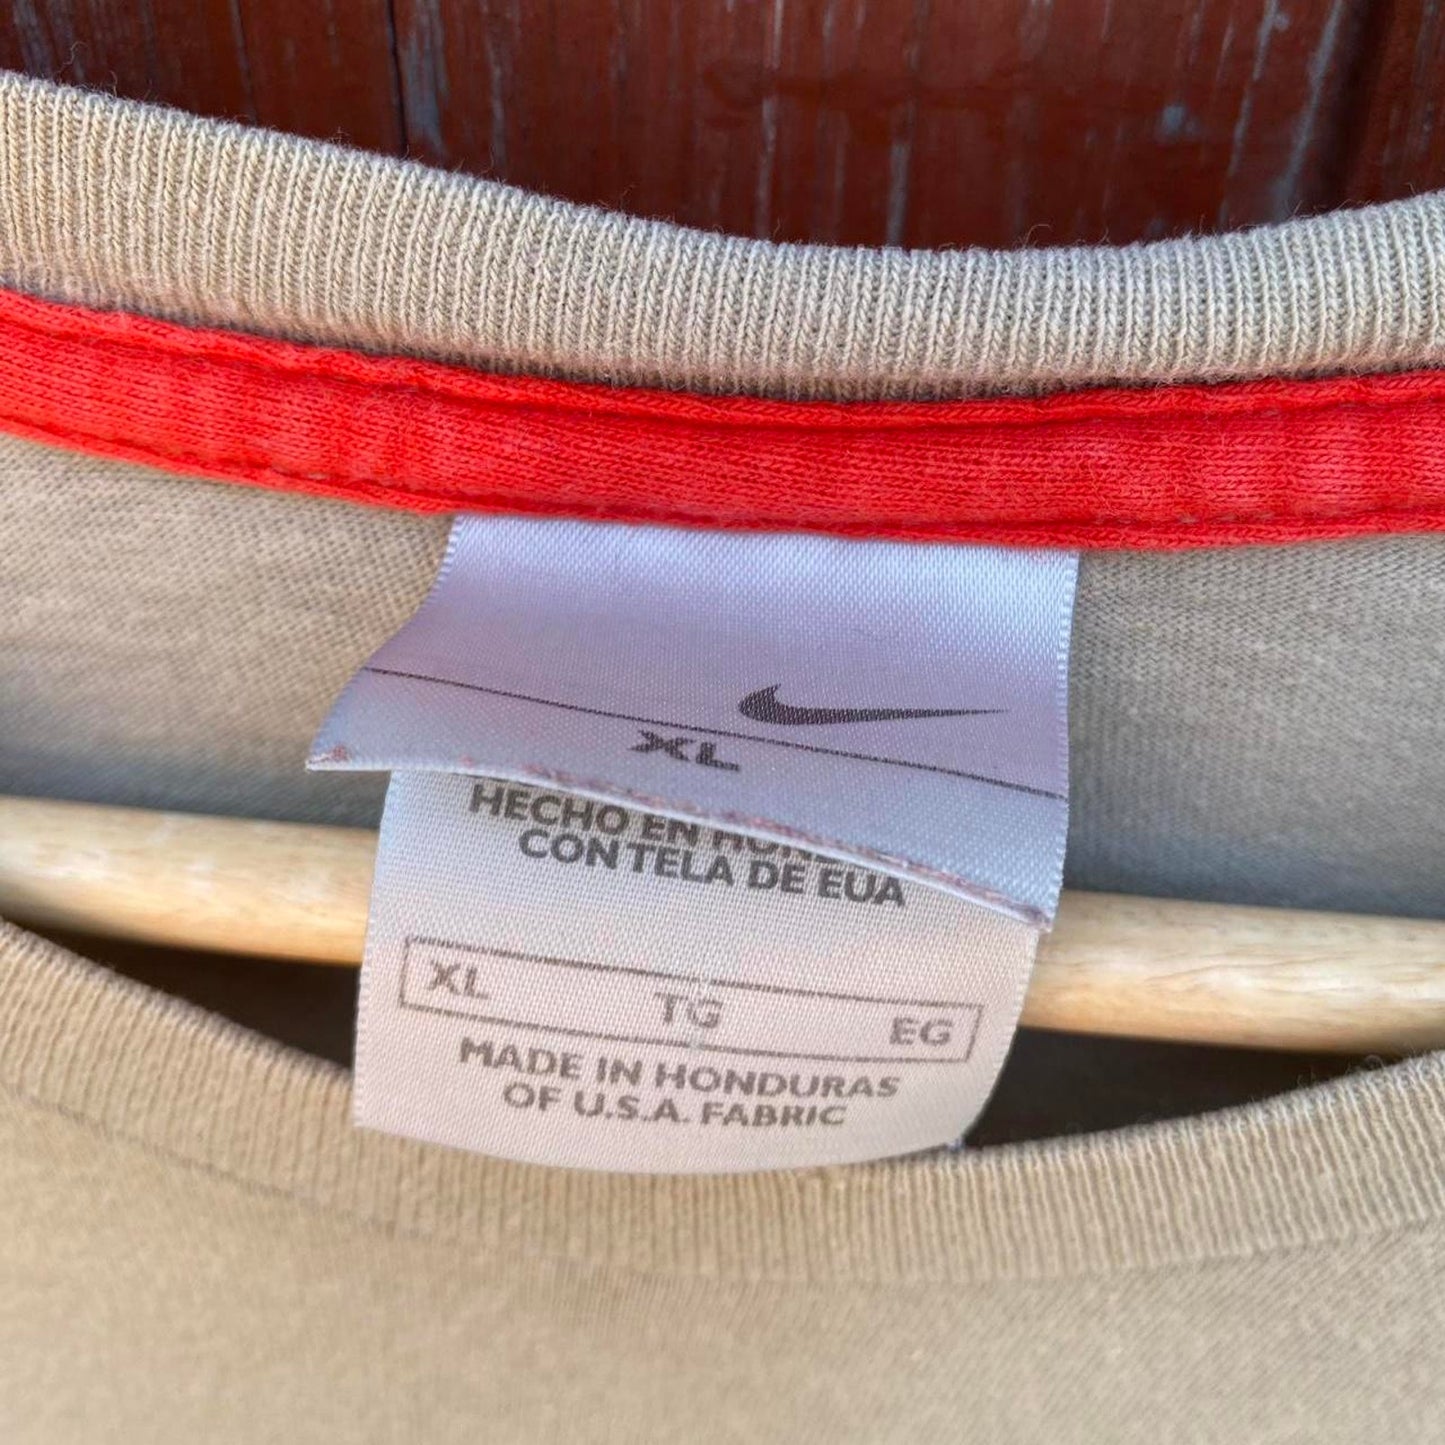 XL
HECHO EN
CON TELA DE EUA
XL TG EG
MADE IN HONDURAS
OF U.S.A. FABRIC